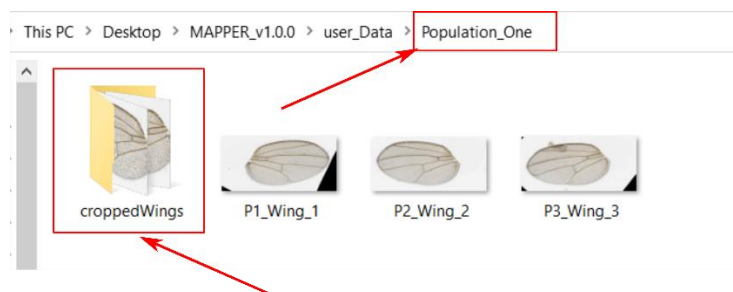 This PC > Desktop > MAPPER_v1.0.0 > user_Data > Population_One
croppedWings P1_Wing_1 P2_Wing_2 P3_Wing_3